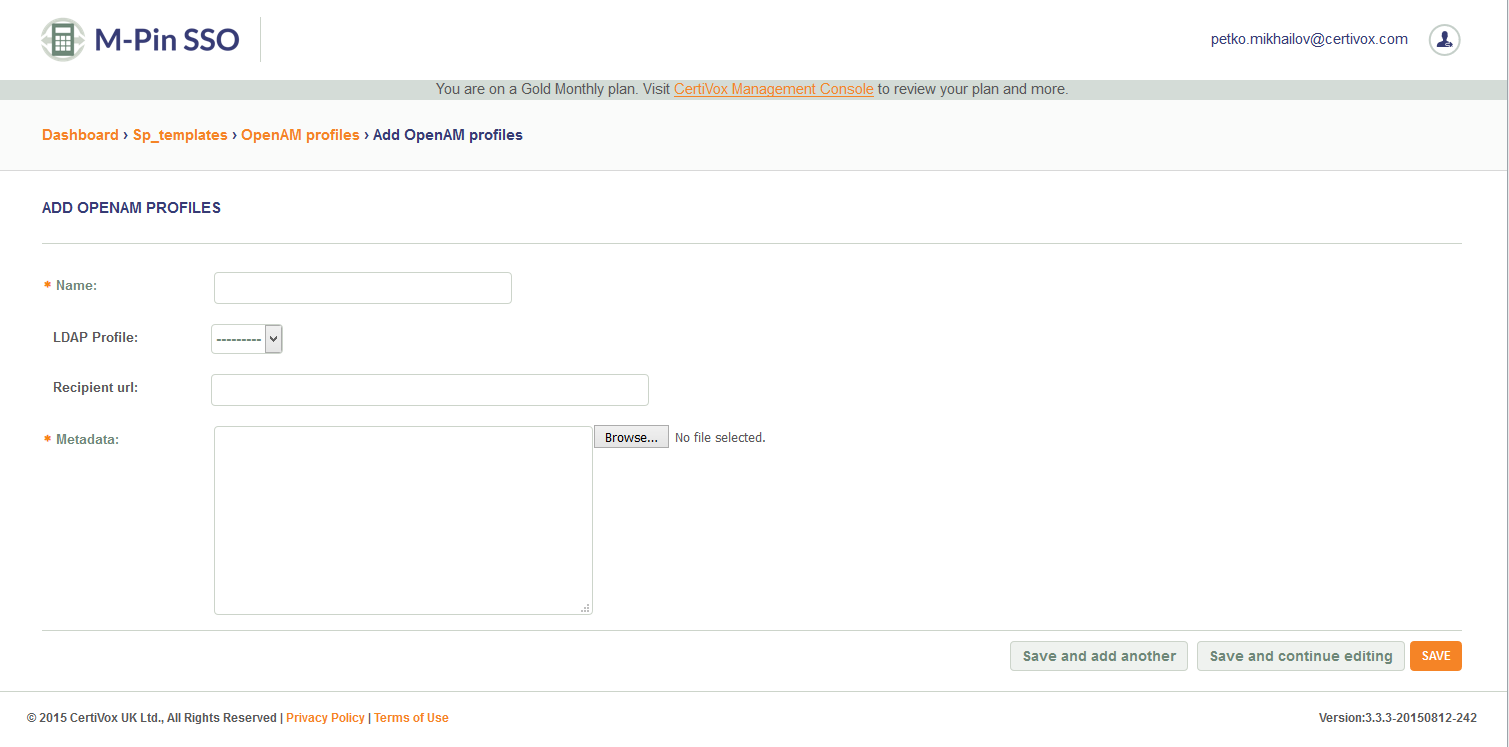 M-Pin SSO
petko.mikhailov@certivox.com
You are on a Gold Monthly plan. Visit CertiVox Management Console to review your plan and more.
Dashboard › Sp_templates › OpenAM profiles › Add OpenAM profiles
ADD OPENAM PROFILES
* Name:
LDAP Profile: ---------
Recipient url:
* Metadata: Browse... No file selected.
Save and add another Save and continue editing SAVE
© 2015 CertiVox UK Ltd., All Rights Reserved | Privacy Policy | Terms of Use Version:3.3.3-20150812-242